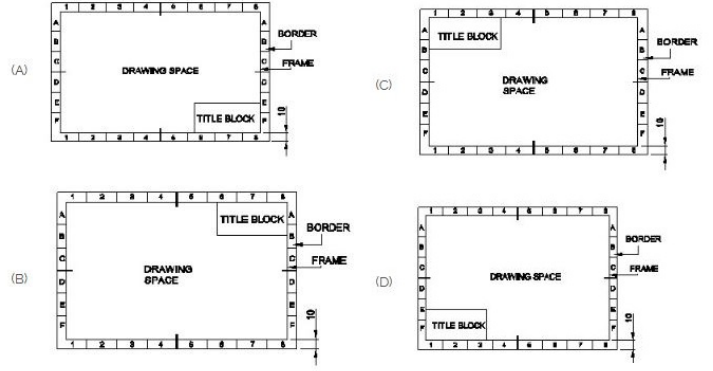 (A)
1 2 3 4 5 6 7 8
A A
B B
BORDER
C C
FRAME
DRAWING SPACE
D D
E E
F F
TITLE BLOCK
10
1 2 3 4 5 6 7 8
(B)
1 2 3 4 5 6 7 8
A A
TITLE BLOCK
B B
BORDER
C C
FRAME
DRAWING
SPACE
D D
E E
F F
10
1 2 3 4 5 6 7 8
(C)
1 2 3 4 5 6 7 8
A A
TITLE BLOCK
B B
BORDER
C C
FRAME
DRAWING
SPACE
D D
E E
F F
10
1 2 3 4 5 6 7 8
(D)
1 2 3 4 5 6 7 8
A A
B B
BORDER
C C
FRAME
DRAWING SPACE
D D
E E
F F
TITLE BLOCK
10
1 2 3 4 5 6 7 8